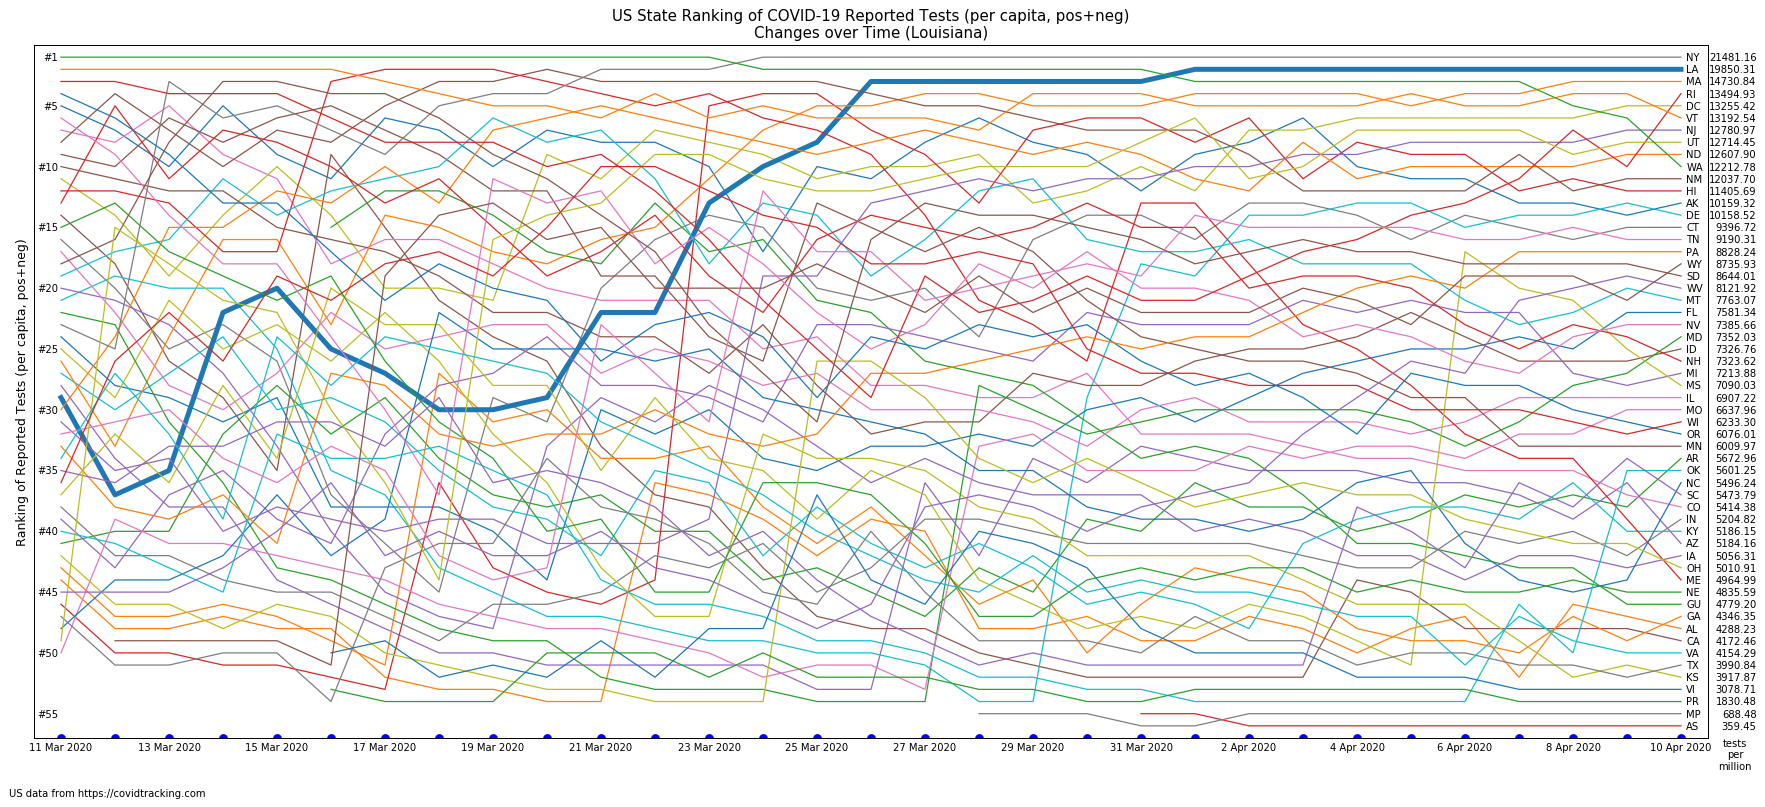 US State Ranking of COVID-19 Reported Tests (per capita, pos+neg)
Changes over Time (Louisiana)
Ranking of Reported Tests (per capita, pos+neg)
#1
#5
#10
#15
#20
#25
#30
#35
#40
#45
#50
#55
NY 21481.16
LA 19850.31
MA 14730.84
RI 13494.93
DC 13255.42
VT 13192.54
NJ 12780.97
UT 12714.45
ND 12607.90
WA 12212.78
NM 12037.70
HI 11405.69
AK 10159.32
DE 10158.52
CT 9396.72
TN 9190.31
PA 8828.24
WY 8735.93
SD 8644.01
WV 8121.92
MT 7763.07
FL 7581.34
NV 7385.66
MD 7352.03
ID 7326.76
NH 7323.62
MI 7213.88
MS 7090.03
IL 6907.22
MO 6637.96
WI 6233.30
OR 6076.01
MN 6009.97
AR 5672.96
OK 5601.25
NC 5496.24
SC 5473.79
CO 5414.38
IN 5204.82
KY 5186.15
AZ 5184.16
IA 5056.31
OH 5010.91
ME 4964.99
NE 4835.59
GU 4779.20
GA 4346.35
AL 4288.23
CA 4172.46
VA 4154.29
TX 3990.84
KS 3917.87
VI 3078.71
PR 1830.48
MP 688.48
AS 359.45
11 Mar 2020 13 Mar 2020 15 Mar 2020 17 Mar 2020 19 Mar 2020 21 Mar 2020 23 Mar 2020 25 Mar 2020 27 Mar 2020 29 Mar 2020 31 Mar 2020 2 Apr 2020 4 Apr 2020 6 Apr 2020 8 Apr 2020 10 Apr 2020
tests
per
million
US data from https://covidtracking.com